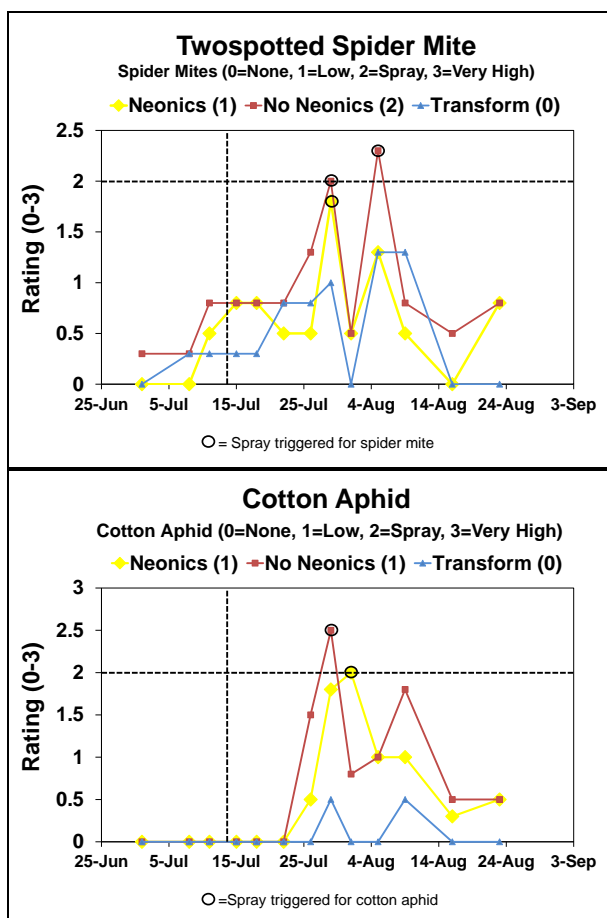 Twospotted Spider Mite
Spider Mites (0=None, 1=Low, 2=Spray, 3=Very High)
Neonics (1) No Neonics (2) Transform (0)
2.5
2
1.5
1
0.5
0
Rating (0-3)
25-Jun 5-Jul 15-Jul 25-Jul 4-Aug 14-Aug 24-Aug 3-Sep
= Spray triggered for spider mite
Cotton Aphid
Cotton Aphid (0=None, 1=Low, 2=Spray, 3=Very High)
Neonics (1) No Neonics (1) Transform (0)
3
2.5
2
1.5
1
0.5
0
Rating (0-3)
25-Jun 5-Jul 15-Jul 25-Jul 4-Aug 14-Aug 24-Aug 3-Sep
=Spray triggered for cotton aphid